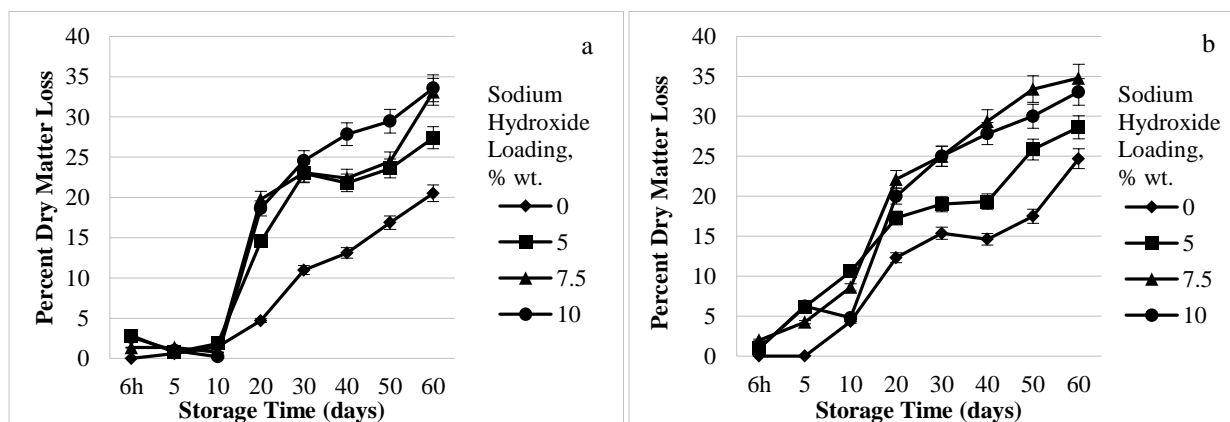 a
40
35
30
25
20
15
10
5
0
Percent Dry Matter Loss
6h 5 10 20 30 40 50 60
Storage Time (days)
Sodium
Hydroxide
Loading,
% wt.
0
5
7.5
10
b
40
35
30
25
20
15
10
5
0
Percent Dry Matter Loss
6h 5 10 20 30 40 50 60
Storage Time (days)
Sodium
Hydroxide
Loading,
% wt.
0
5
7.5
10